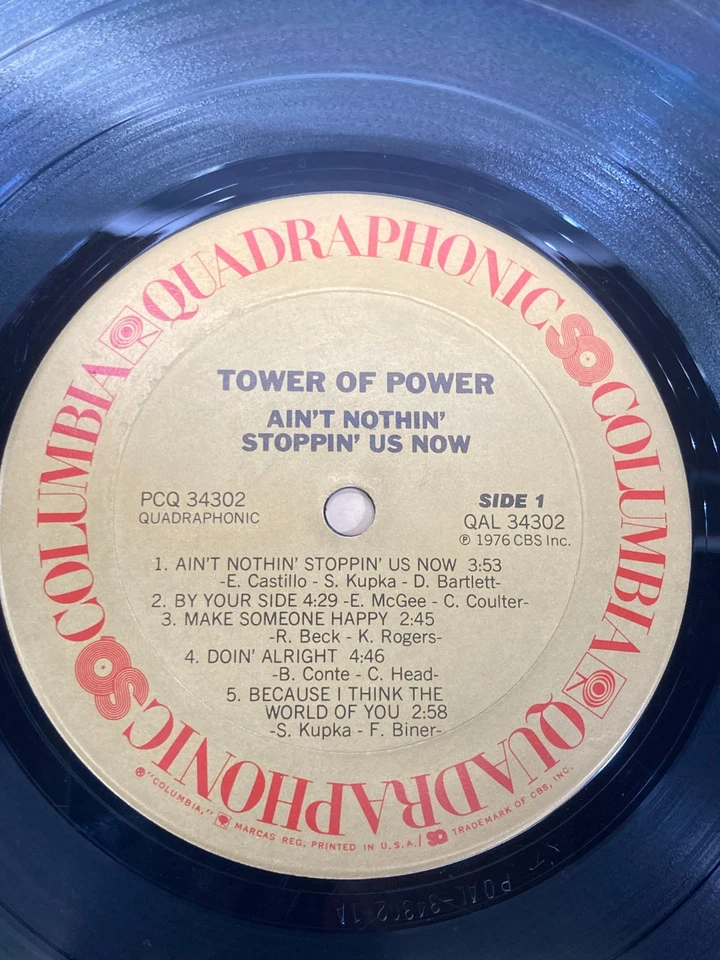 QUADRAPHONIC SQ COLUMBIA QUADRAPHONIC SQ COLUMBIA
TOWER OF POWER
AIN'T NOTHIN'
STOPPIN' US NOW
PCQ 34302
QUADRAPHONIC
SIDE 1
QAL 34302
℗ 1976 CBS Inc.
1. AIN'T NOTHIN' STOPPIN' US NOW 3:53
-E. Castillo - S. Kupka - D. Bartlett-
2. BY YOUR SIDE 4:29 -E. McGee - C. Coulter-
3. MAKE SOMEONE HAPPY 2:45
-R. Beck - K. Rogers-
4. DOIN' ALRIGHT 4:46
-B. Conte - C. Head-
5. BECAUSE I THINK THE
WORLD OF YOU 2:58
-S. Kupka - F. Biner-
® "COLUMBIA," MARCAS REG. PRINTED IN U.S.A./ SQ TRADEMARK OF CBS, INC.